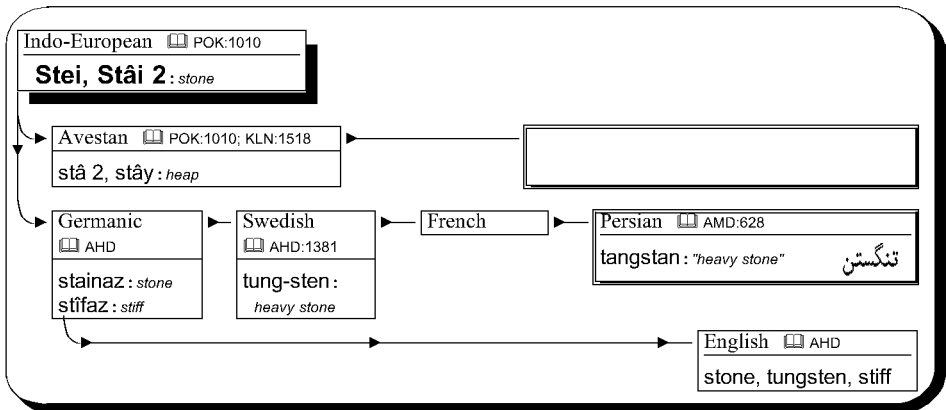 Indo-European 📖 POK:1010
Stei, Stâi 2 : stone
Avestan 📖 POK:1010; KLN:1518
stâ 2, stây : heap
Germanic
📖 AHD
stainaz : stone
stîfaz : stiff
Swedish
📖 AHD:1381
tung-sten :
heavy stone
French
Persian 📖 AMD:628
tangstan : "heavy stone" تنگستن
English 📖 AHD
stone, tungsten, stiff